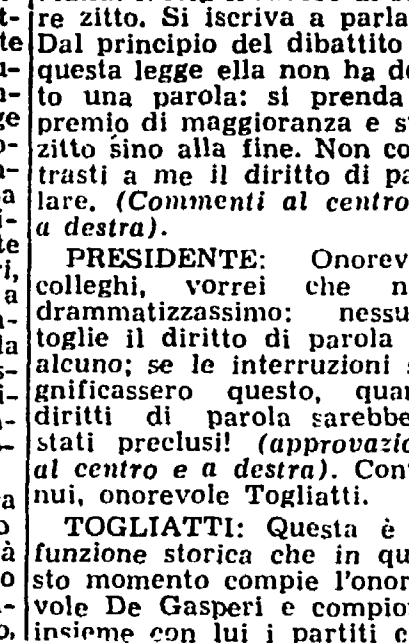 re zitto. Si iscriva a parla
Dal principio del dibattito
questa legge ella non ha de
to una parola: si prenda
premio di maggioranza e s
zitto sino alla fine. Non co
trasti a me il diritto di pa
lare. (Commenti al centro
a destra).
PRESIDENTE: Onorev
colleghi, vorrei che n
drammatizzassimo: nessu
toglie il diritto di parola
alcuno; se le interruzioni s
gnificassero questo, quan
diritti di parola sarebbe
stati preclusi! (approvazio
al centro e a destra). Con
nui, onorevole Togliatti.
TOGLIATTI: Questa è
funzione storica che in qu
sto momento compie l'onor
vole De Gasperi e compio
insieme con lui i partiti c